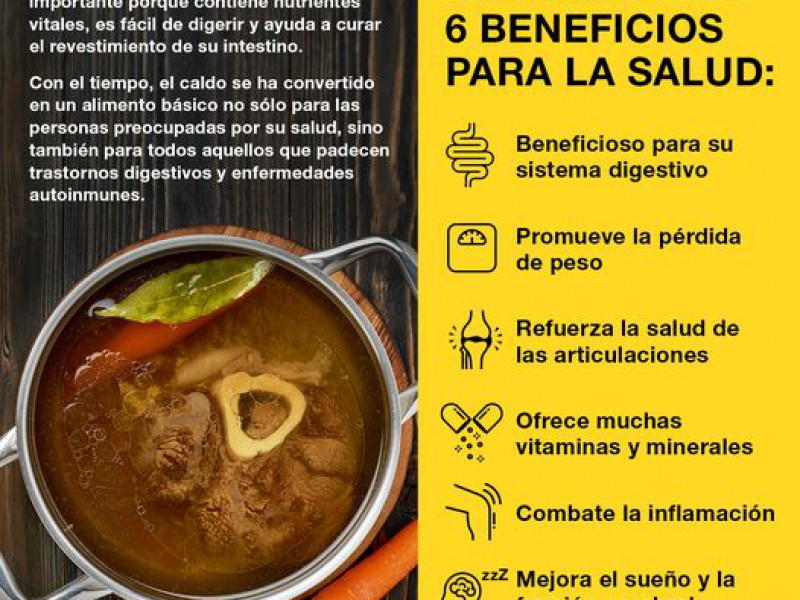 importante porque contiene nutrientes
vitales, es fácil de digerir y ayuda a curar
el revestimiento de su intestino.
Con el tiempo, el caldo se ha convertido
en un alimento básico no sólo para las
personas preocupadas por su salud, sino
también para todos aquellos que padecen
trastornos digestivos y enfermedades
autoinmunes.
6 BENEFICIOS
PARA LA SALUD:
Beneficioso para su
sistema digestivo
Promueve la pérdida
de peso
Refuerza la salud de
las articulaciones
Ofrece muchas
vitaminas y minerales
Combate la inflamación
zzZ
Mejora el sueño y la